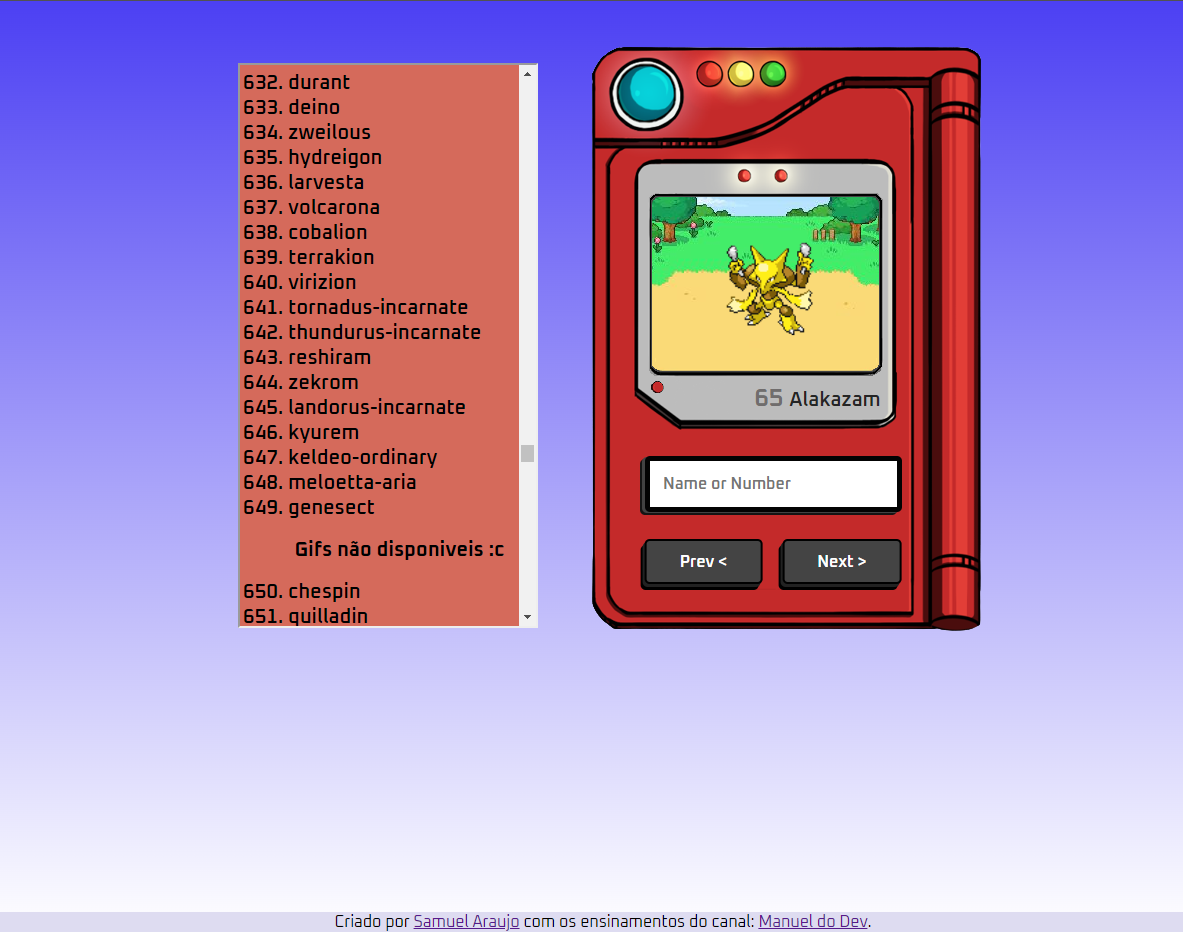 632. durant
633. deino
634. zweilous
635. hydreigon
636. larvesta
637. volcarona
638. cobalion
639. terrakion
640. virizion
641. tornadus-incarnate
642. thundurus-incarnate
643. reshiram
644. zekrom
645. landorus-incarnate
646. kyurem
647. keldeo-ordinary
648. meloetta-aria
649. genesect
Gifs não disponiveis :c
650. chespin
651. quilladin
65 Alakazam
Name or Number
Prev <
Next >
Criado por Samuel Araujo com os ensinamentos do canal: Manuel do Dev.